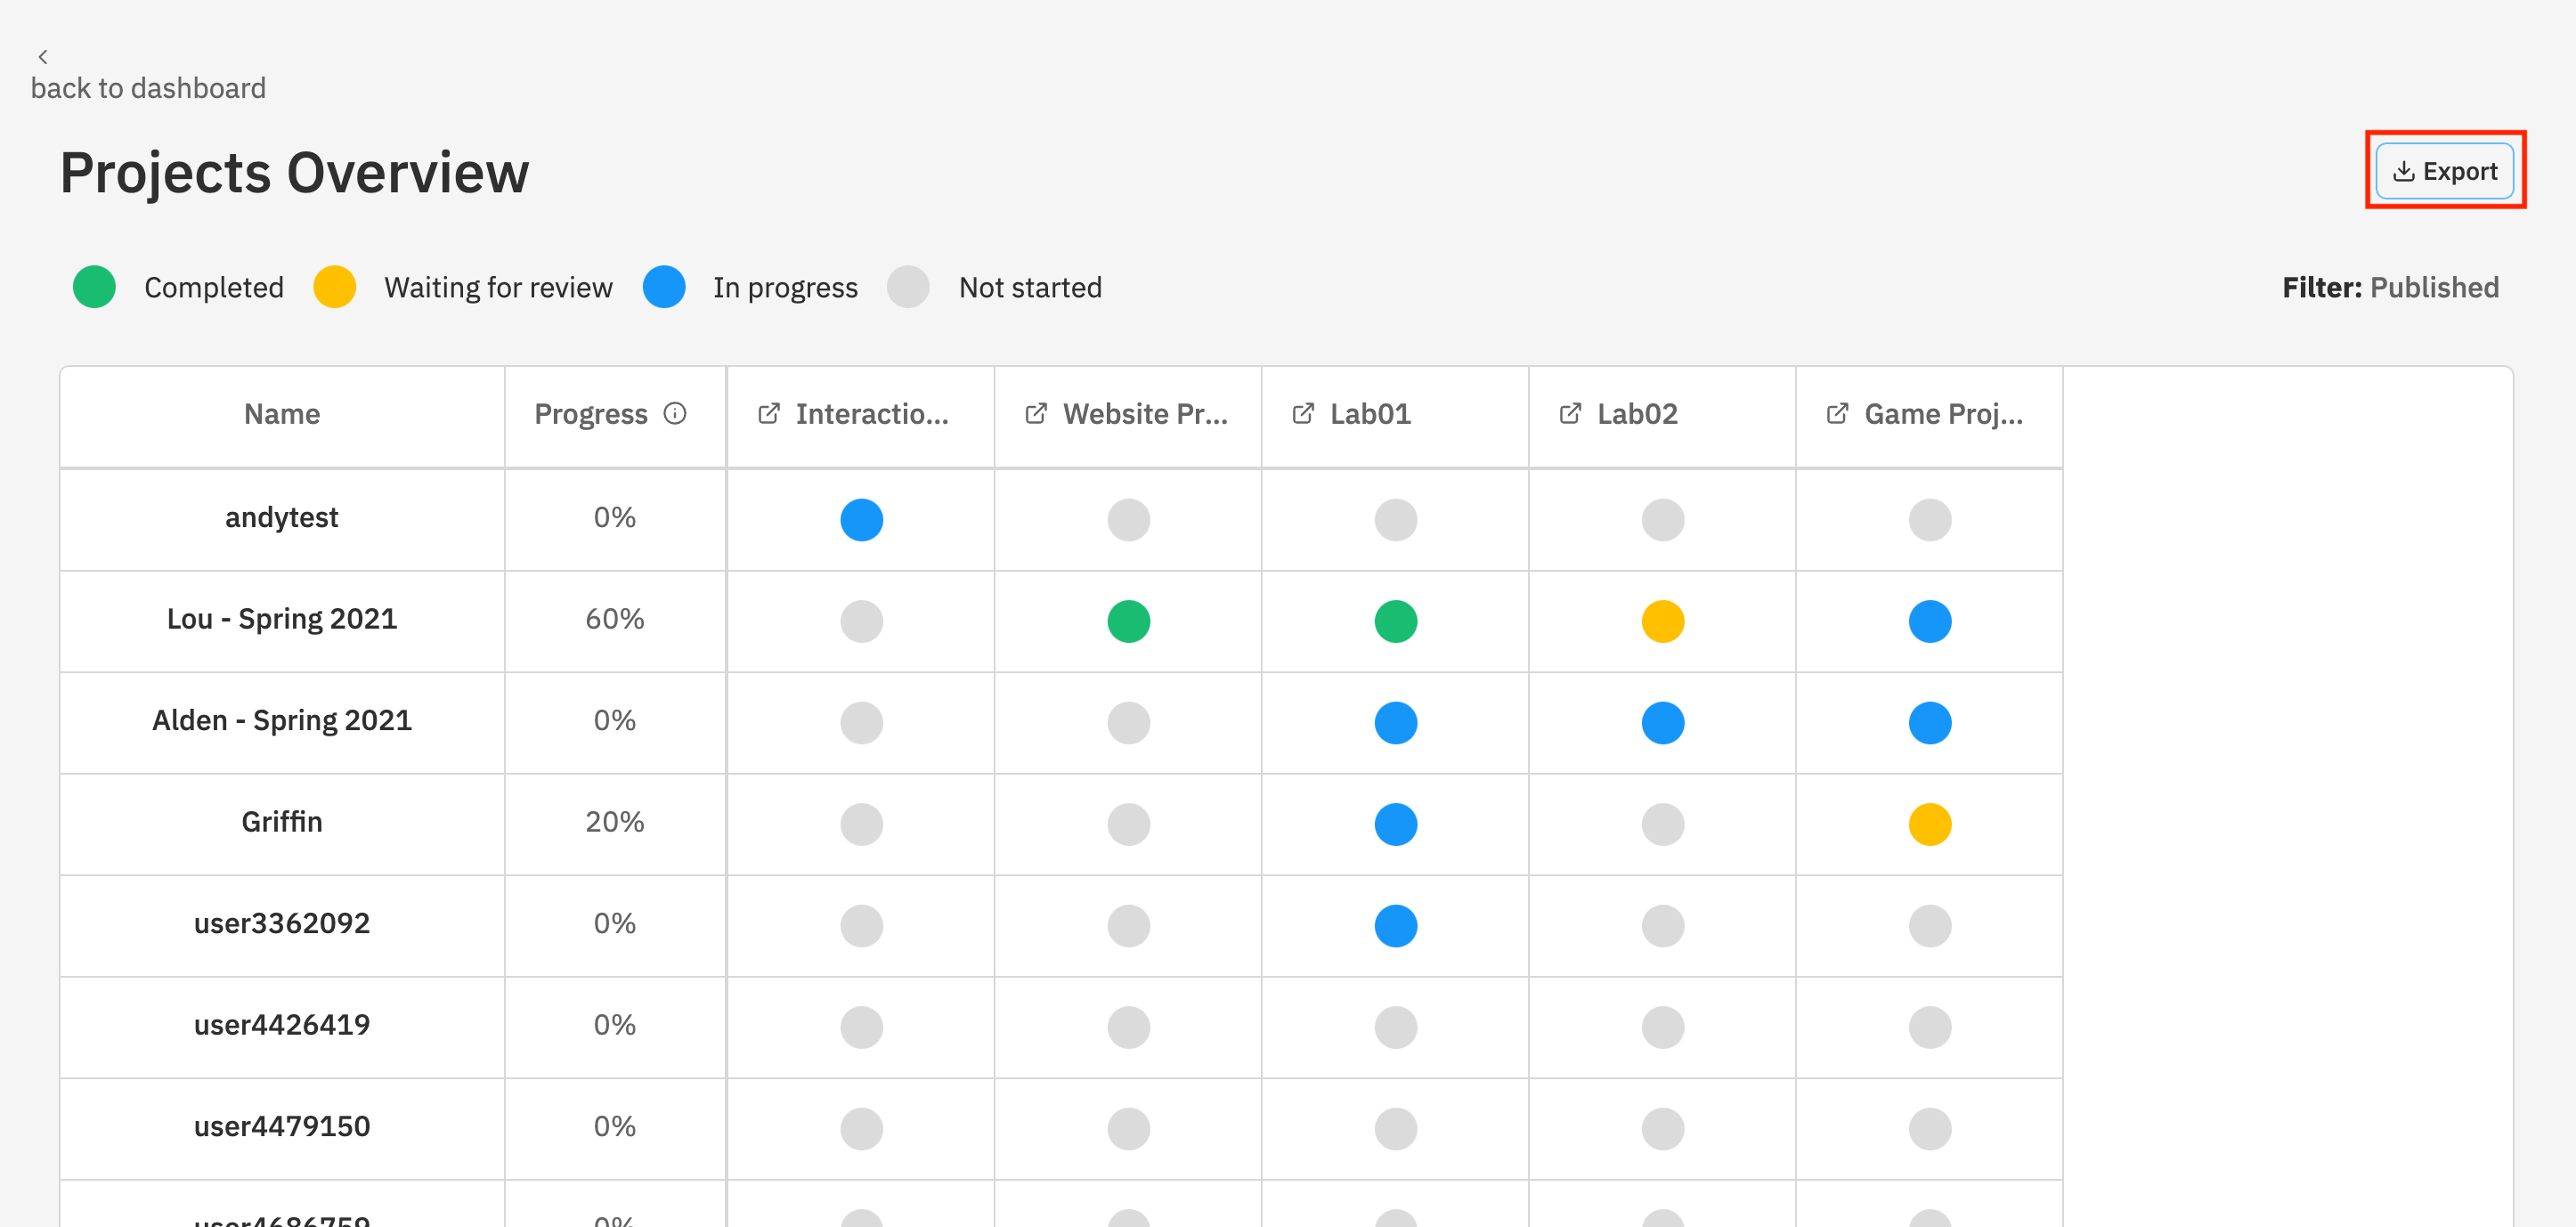 back to dashboard
Projects Overview
Export
Completed Waiting for review In progress Not started
Filter: Published
Name Progress Interactio... Website Pr... Lab01 Lab02 Game Proj...
andytest 0%
Lou - Spring 2021 60%
Alden - Spring 2021 0%
Griffin 20%
user3362092 0%
user4426419 0%
user4479150 0%
user4686759 0%